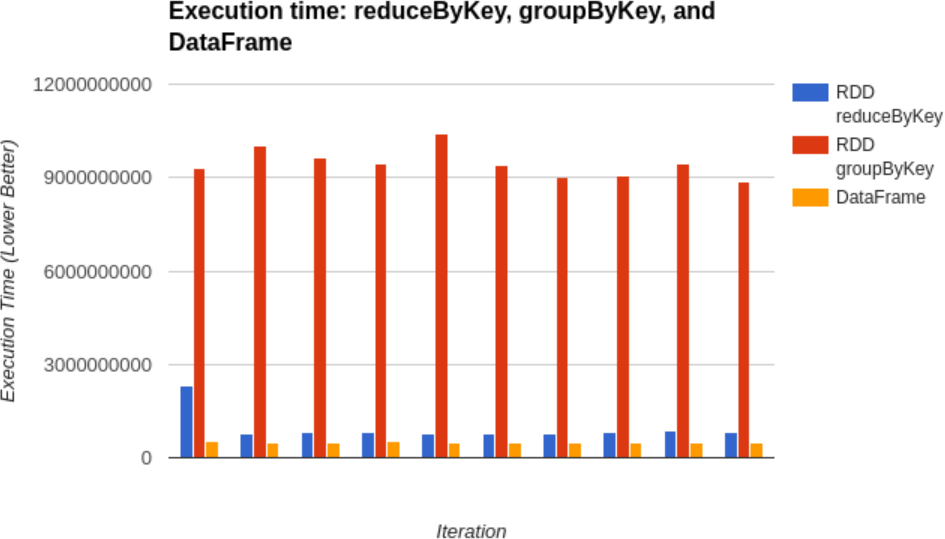 Execution time: reduceByKey, groupByKey, and
DataFrame
12000000000
9000000000
6000000000
3000000000
0
Execution Time (Lower Better)
Iteration
RDD
reduceByKey
RDD
groupByKey
DataFrame